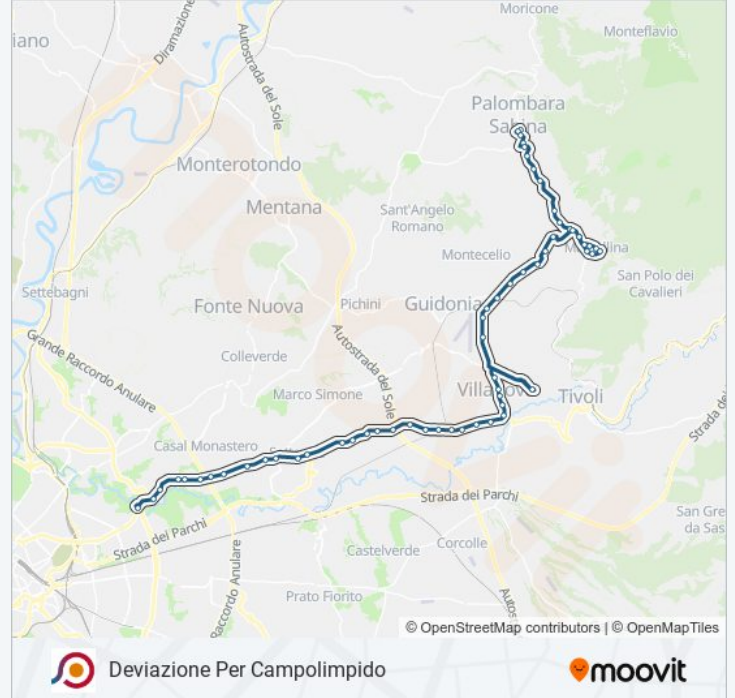 Moricone
Monteflavio
iano
Diramazione
Autostrada del Sole
Palombara
Sabina
Monterotondo
Mentana
Sant'Angelo
Romano
Montecelio
San Polo dei
Cavalieri
Settebagni
Fonte Nuova
Pichini
Guidonia
Grande Raccordo Anulare
Colleverde
Autostrada del Sole
Marco Simone
Tivoli
Casal Monastero
Strada de
Strada dei Parchi
Strada dei Parchi
San Gre
da Sas
Castelverde
Corcolle
Raccordo Anulare
Prato Fiorito
Autos
© OpenStreetMap contributors | © OpenMapTiles
Deviazione Per Campolimpido
moovit